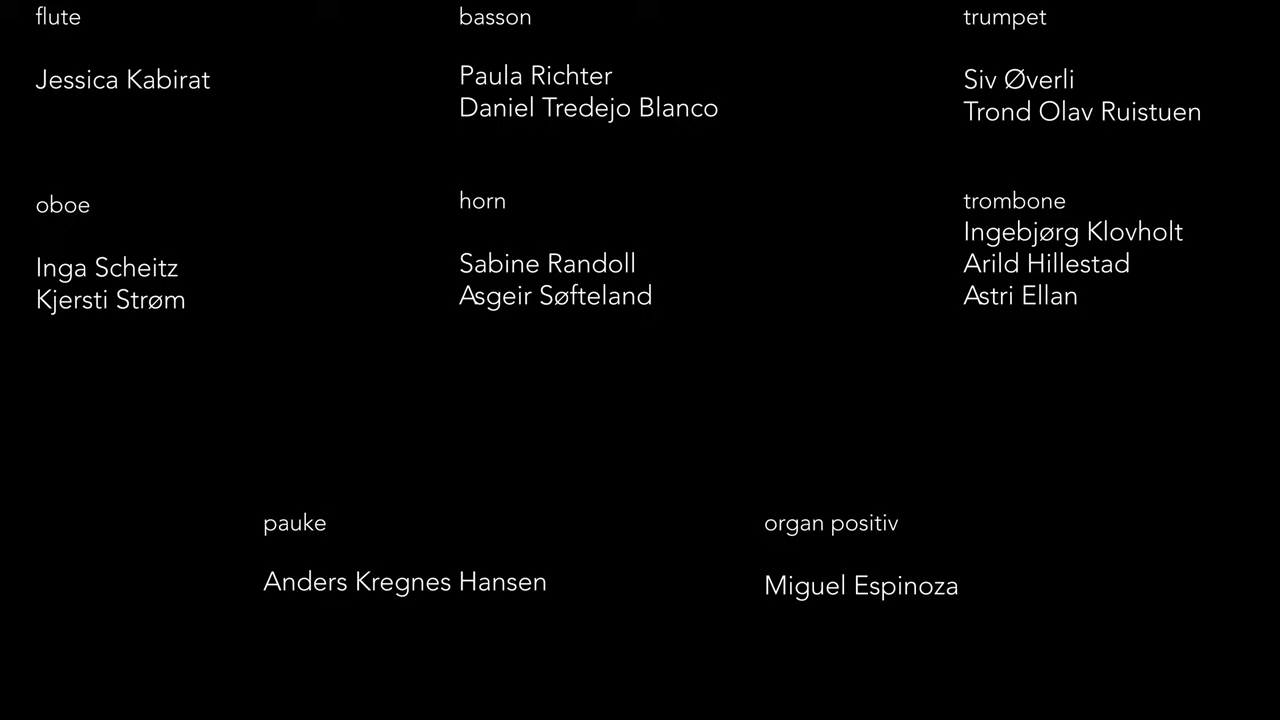 flute
Jessica Kabirat
basson
Paula Richter
Daniel Tredejo Blanco
trumpet
Siv Øverli
Trond Olav Ruistuen
oboe
Inga Scheitz
Kjersti Strøm
horn
Sabine Randoll
Asgeir Søfteland
trombone
Ingebjørg Klovholt
Arild Hillestad
Astri Ellan
pauke
Anders Kregnes Hansen
organ positiv
Miguel Espinoza